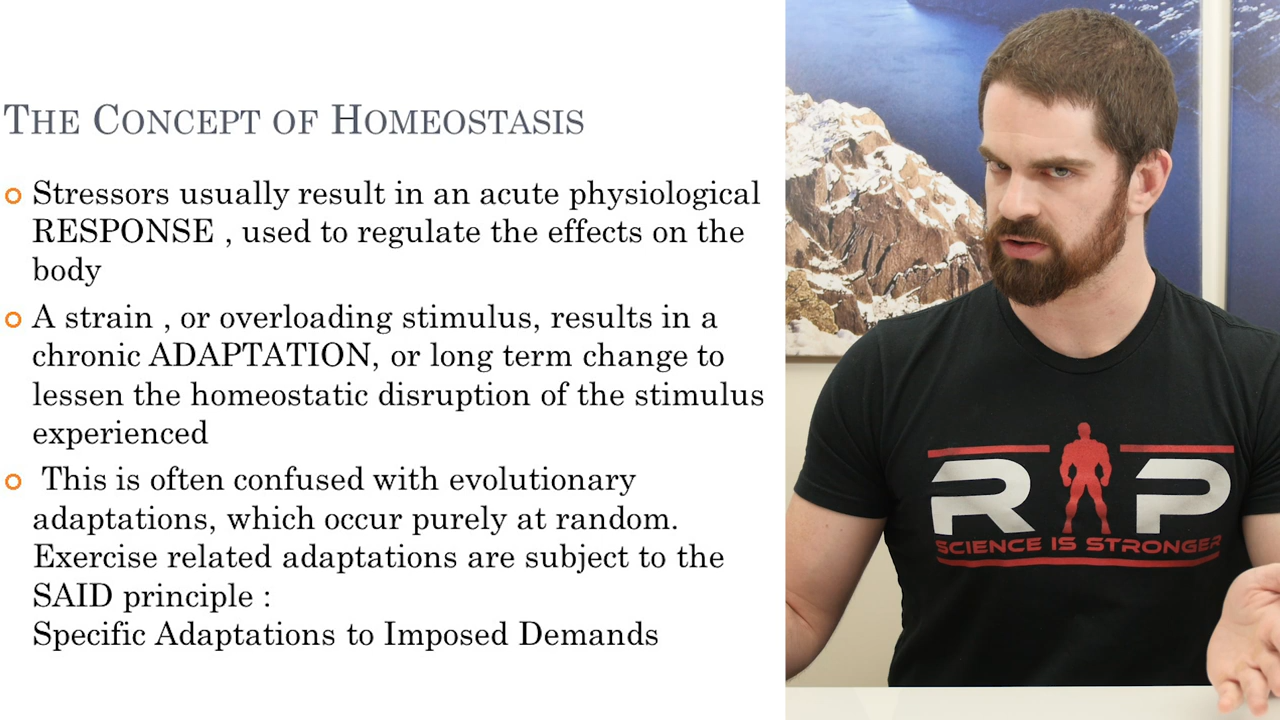 THE CONCEPT OF HOMEOSTASIS
Stressors usually result in an acute physiological
RESPONSE , used to regulate the effects on the
body
A strain , or overloading stimulus, results in a
chronic ADAPTATION, or long term change to
lessen the homeostatic disruption of the stimulus
experienced
This is often confused with evolutionary
adaptations, which occur purely at random.
Exercise related adaptations are subject to the
SAID principle :
Specific Adaptations to Imposed Demands
RP
SCIENCE IS STRONGER